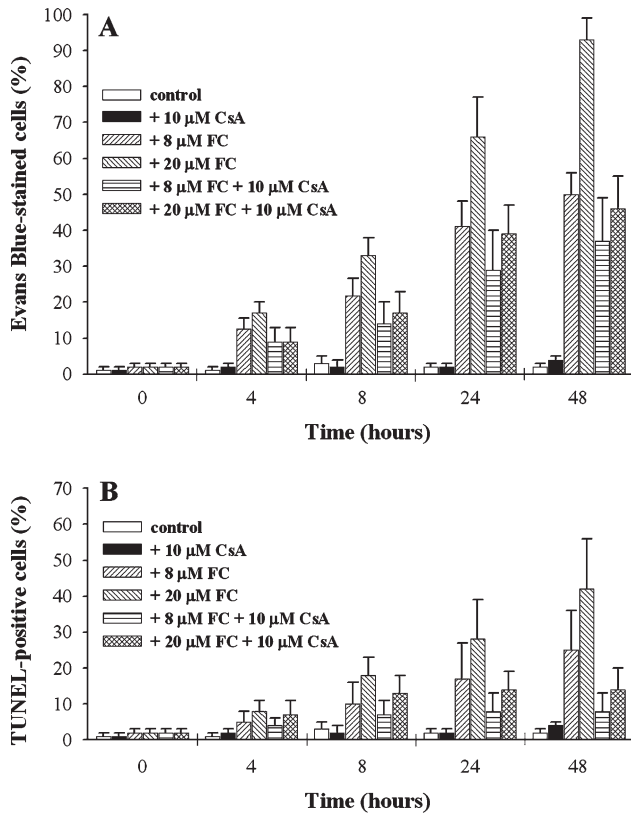 A
Evans Blue-stained cells (%)
100
90
80
70
60
50
40
30
20
10
0
control
+ 10 µM CsA
+ 8 µM FC
+ 20 µM FC
+ 8 µM FC + 10 µM CsA
+ 20 µM FC + 10 µM CsA
0 4 8 24 48
Time (hours)
B
TUNEL-positive cells (%)
70
60
50
40
30
20
10
0
control
+ 10 µM CsA
+ 8 µM FC
+ 20 µM FC
+ 8 µM FC + 10 µM CsA
+ 20 µM FC + 10 µM CsA
0 4 8 24 48
Time (hours)